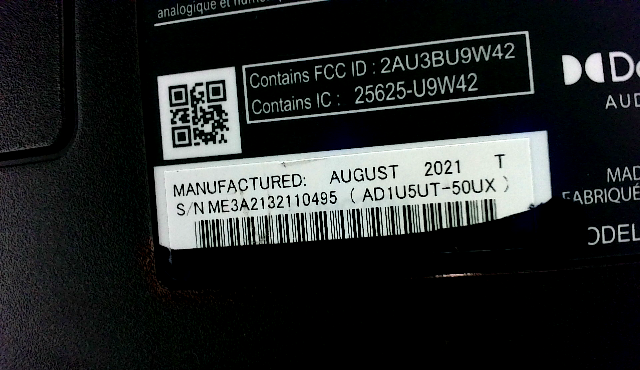 analogique et numéri
Contains FCC ID : 2AU3BU9W42
Contains IC : 25625-U9W42
MANUFACTURED: AUGUST 2021 T
S/N ME3A2132110495 ( AD1U5UT-50UX )
AUD
MAD
FABRIQUÉ
ODEL